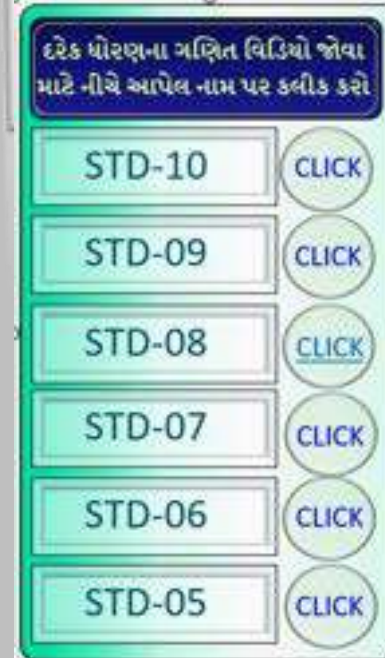 દરેક ધોરણના ગણિત વિડિયો જોવા
માટે નીચે આપેલ નામ પર કલીક કરો
STD-10 CLICK
STD-09 CLICK
STD-08 CLICK
STD-07 CLICK
STD-06 CLICK
STD-05 CLICK